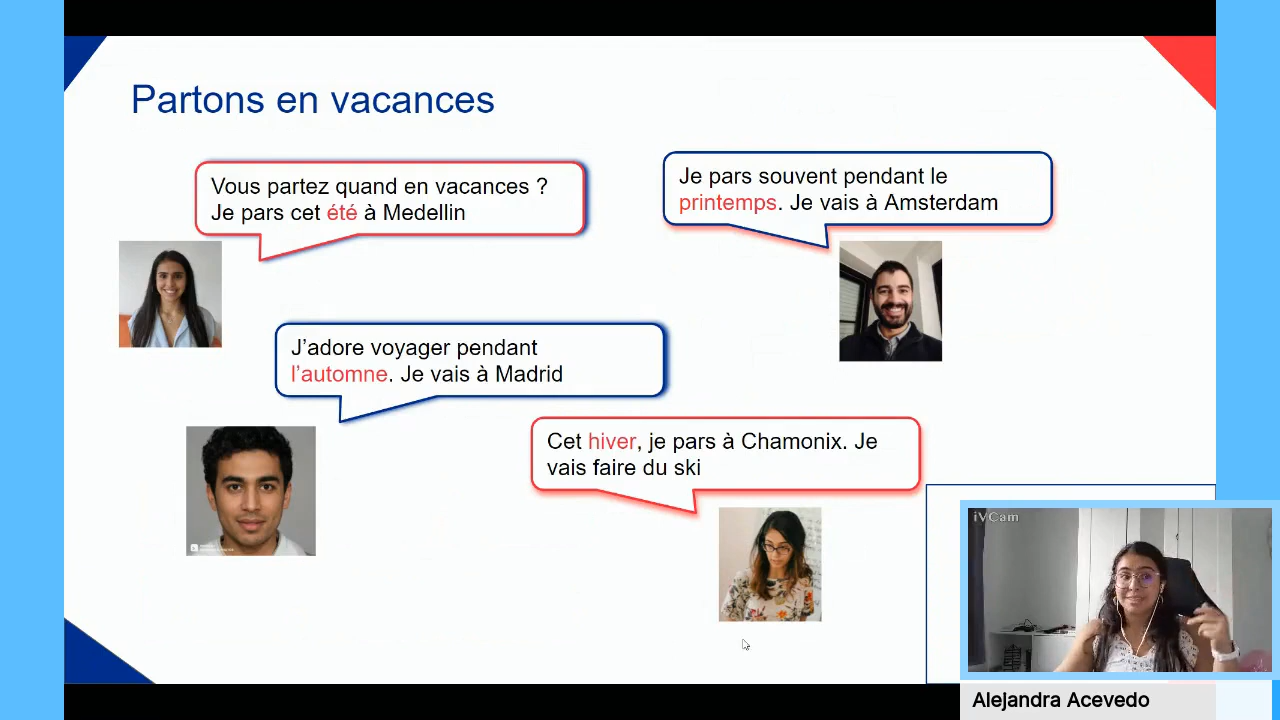 Partons en vacances
Vous partez quand en vacances ?
Je pars cet été à Medellin
Je pars souvent pendant le
printemps. Je vais à Amsterdam
J’adore voyager pendant
l’automne. Je vais à Madrid
Cet hiver, je pars à Chamonix. Je
vais faire du ski
iVCam
Alejandra Acevedo